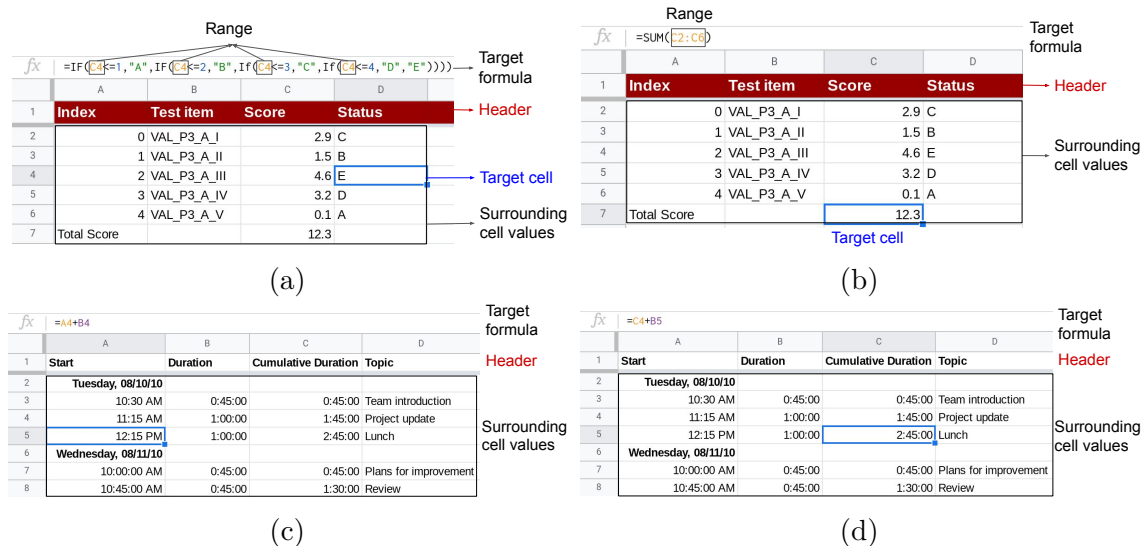 Range
fx =IF(C4<=1,"A",IF(C4<=2,"B",If(C4<=3,"C",If(C4<=4,"D","E")))) Target formula
A B C D
1 Index Test item Score Status Header
2 0 VAL_P3_A_I 2.9 C
3 1 VAL_P3_A_II 1.5 B
4 2 VAL_P3_A_III 4.6 E Target cell
5 3 VAL_P3_A_IV 3.2 D
6 4 VAL_P3_A_V 0.1 A Surrounding cell values
7 Total Score 12.3
(a)
Range
fx =SUM(C2:C6) Target formula
A B C D
1 Index Test item Score Status Header
2 0 VAL_P3_A_I 2.9 C
3 1 VAL_P3_A_II 1.5 B
4 2 VAL_P3_A_III 4.6 E Surrounding cell values
5 3 VAL_P3_A_IV 3.2 D
6 4 VAL_P3_A_V 0.1 A
7 Total Score 12.3
Target cell
(b)
fx =A4+B4 Target formula
A B C D
1 Start Duration Cumulative Duration Topic Header
2 Tuesday, 08/10/10
3 10:30 AM 0:45:00 0:45:00 Team introduction
4 11:15 AM 1:00:00 1:45:00 Project update
5 12:15 PM 1:00:00 2:45:00 Lunch Surrounding cell values
6 Wednesday, 08/11/10
7 10:00:00 AM 0:45:00 0:45:00 Plans for improvement
8 10:45:00 AM 0:45:00 1:30:00 Review
(c)
fx =C4+B5 Target formula
A B C D
1 Start Duration Cumulative Duration Topic Header
2 Tuesday, 08/10/10
3 10:30 AM 0:45:00 0:45:00 Team introduction
4 11:15 AM 1:00:00 1:45:00 Project update
5 12:15 PM 1:00:00 2:45:00 Lunch Surrounding cell values
6 Wednesday, 08/11/10
7 10:00:00 AM 0:45:00 0:45:00 Plans for improvement
8 10:45:00 AM 0:45:00 1:30:00 Review
(d)